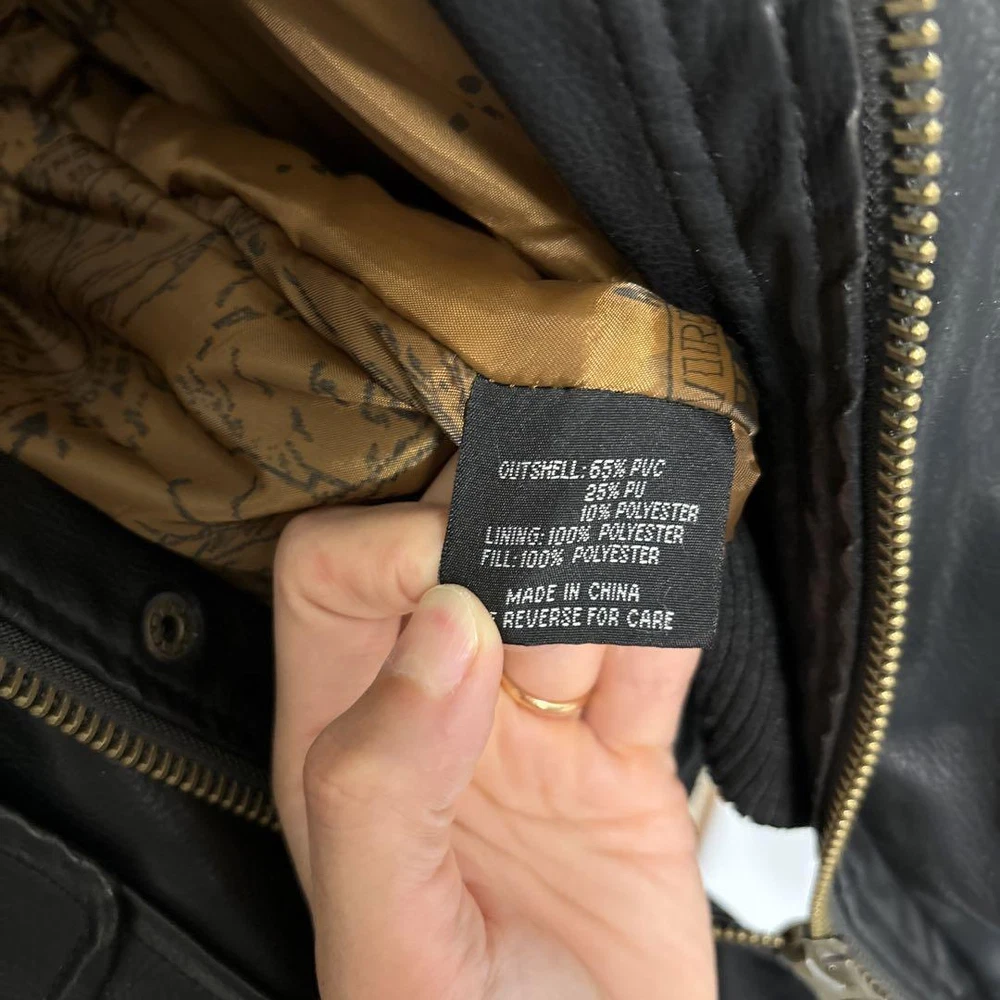 OUTSHELL: 65% PVC
25% PU
10% POLYESTER
LINING: 100% POLYESTER
FILL: 100% POLYESTER
MADE IN CHINA
REVERSE FOR CARE